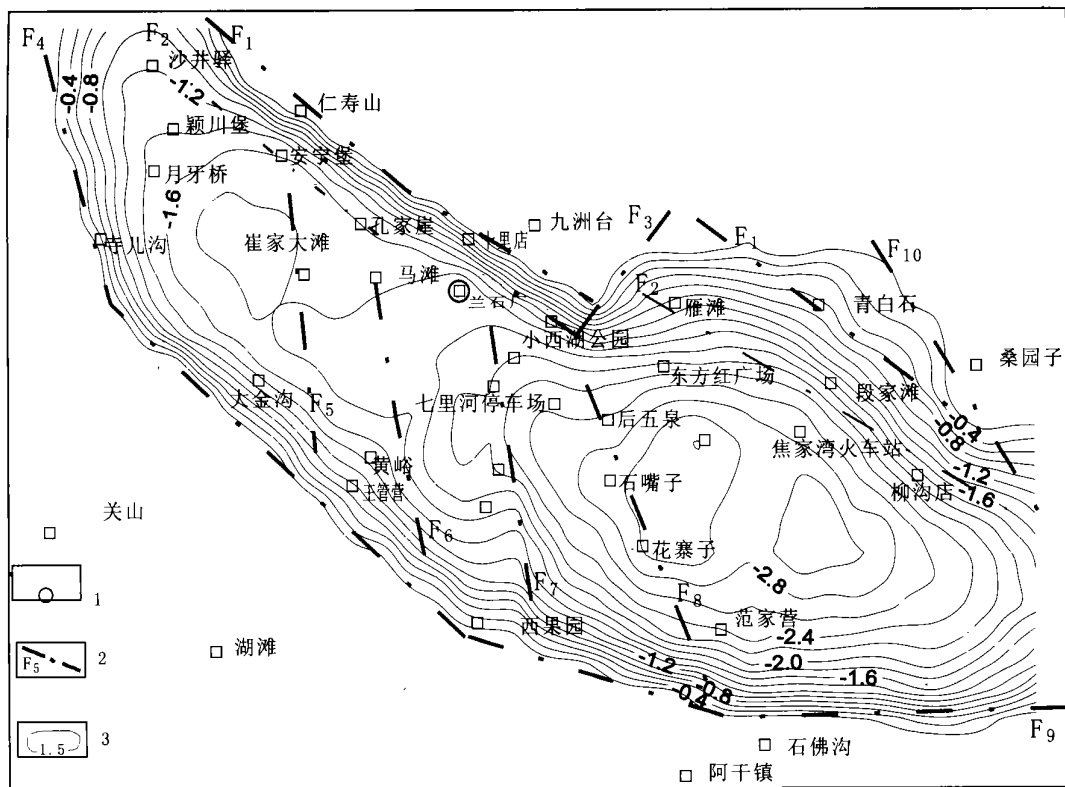 F4
F2
F1
沙井驿
-0.4
-0.8
-1.2
仁寿山
颖川堡
安宁堡
月牙桥
-1.6
孔家崖
九洲台
F3
F1
F10
寺儿沟
崔家大滩
十里店
马滩
兰石厂
F2
雁滩
青白石
小西湖公园
桑园子
大金沟
F5
七里河停车场
东方红广场
段家滩
后五泉
焦家湾火车站
-0.4
-0.8
-1.2
-1.6
黄峪
王管营
石嘴子
柳沟店
关山
F6
花寨子
F7
-2.8
1
F8
范家营
西果园
-2.4
湖滩
F5
2
-1.2
-2.0
-1.6
-0.8
-0.4
F9
1.5
3
石佛沟
阿干镇